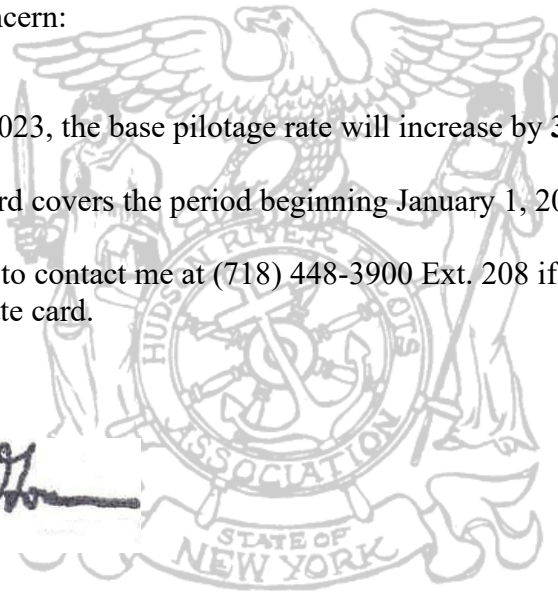 ncern:
023, the base pilotage rate will increase by 3
rd covers the period beginning January 1, 20
to contact me at (718) 448-3900 Ext. 208 if
te card.
HUDSON RIVER PILOTS
ASSOCIATION
STATE OF
NEW YORK